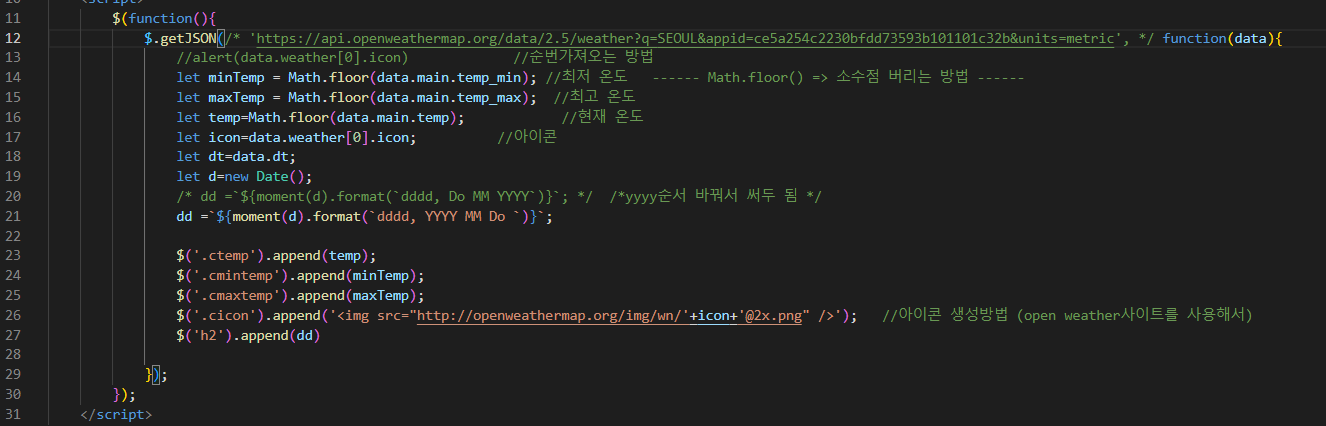 <script>
11 $(function(){
12 $.getJSON(/* 'https://api.openweathermap.org/data/2.5/weather?q=SEOUL&appid=ce5a254c2230bfdd73593b101101c32b&units=metric', */ function(data){
13 //alert(data.weather[0].icon) //순번가져오는 방법
14 let minTemp = Math.floor(data.main.temp_min); //최저 온도 ------ Math.floor() => 소수점 버리는 방법 ------
15 let maxTemp = Math.floor(data.main.temp_max); //최고 온도
16 let temp=Math.floor(data.main.temp); //현재 온도
17 let icon=data.weather[0].icon; //아이콘
18 let dt=data.dt;
19 let d=new Date();
20 /* dd =`${moment(d).format(`dddd, Do MM YYYY`)}`; */ /*yyyy순서 바꿔서 써두 됨 */
21 dd =`${moment(d).format(`dddd, YYYY MM Do `)}`;
22
23 $('.ctemp').append(temp);
24 $('.cmintemp').append(minTemp);
25 $('.cmaxtemp').append(maxTemp);
26 $('.cicon').append('<img src="http://openweathermap.org/img/wn/'+icon+'@2x.png" />'); //아이콘 생성방법 (open weather사이트를 사용해서)
27 $('h2').append(dd)
28
29 });
30 });
31 </script>